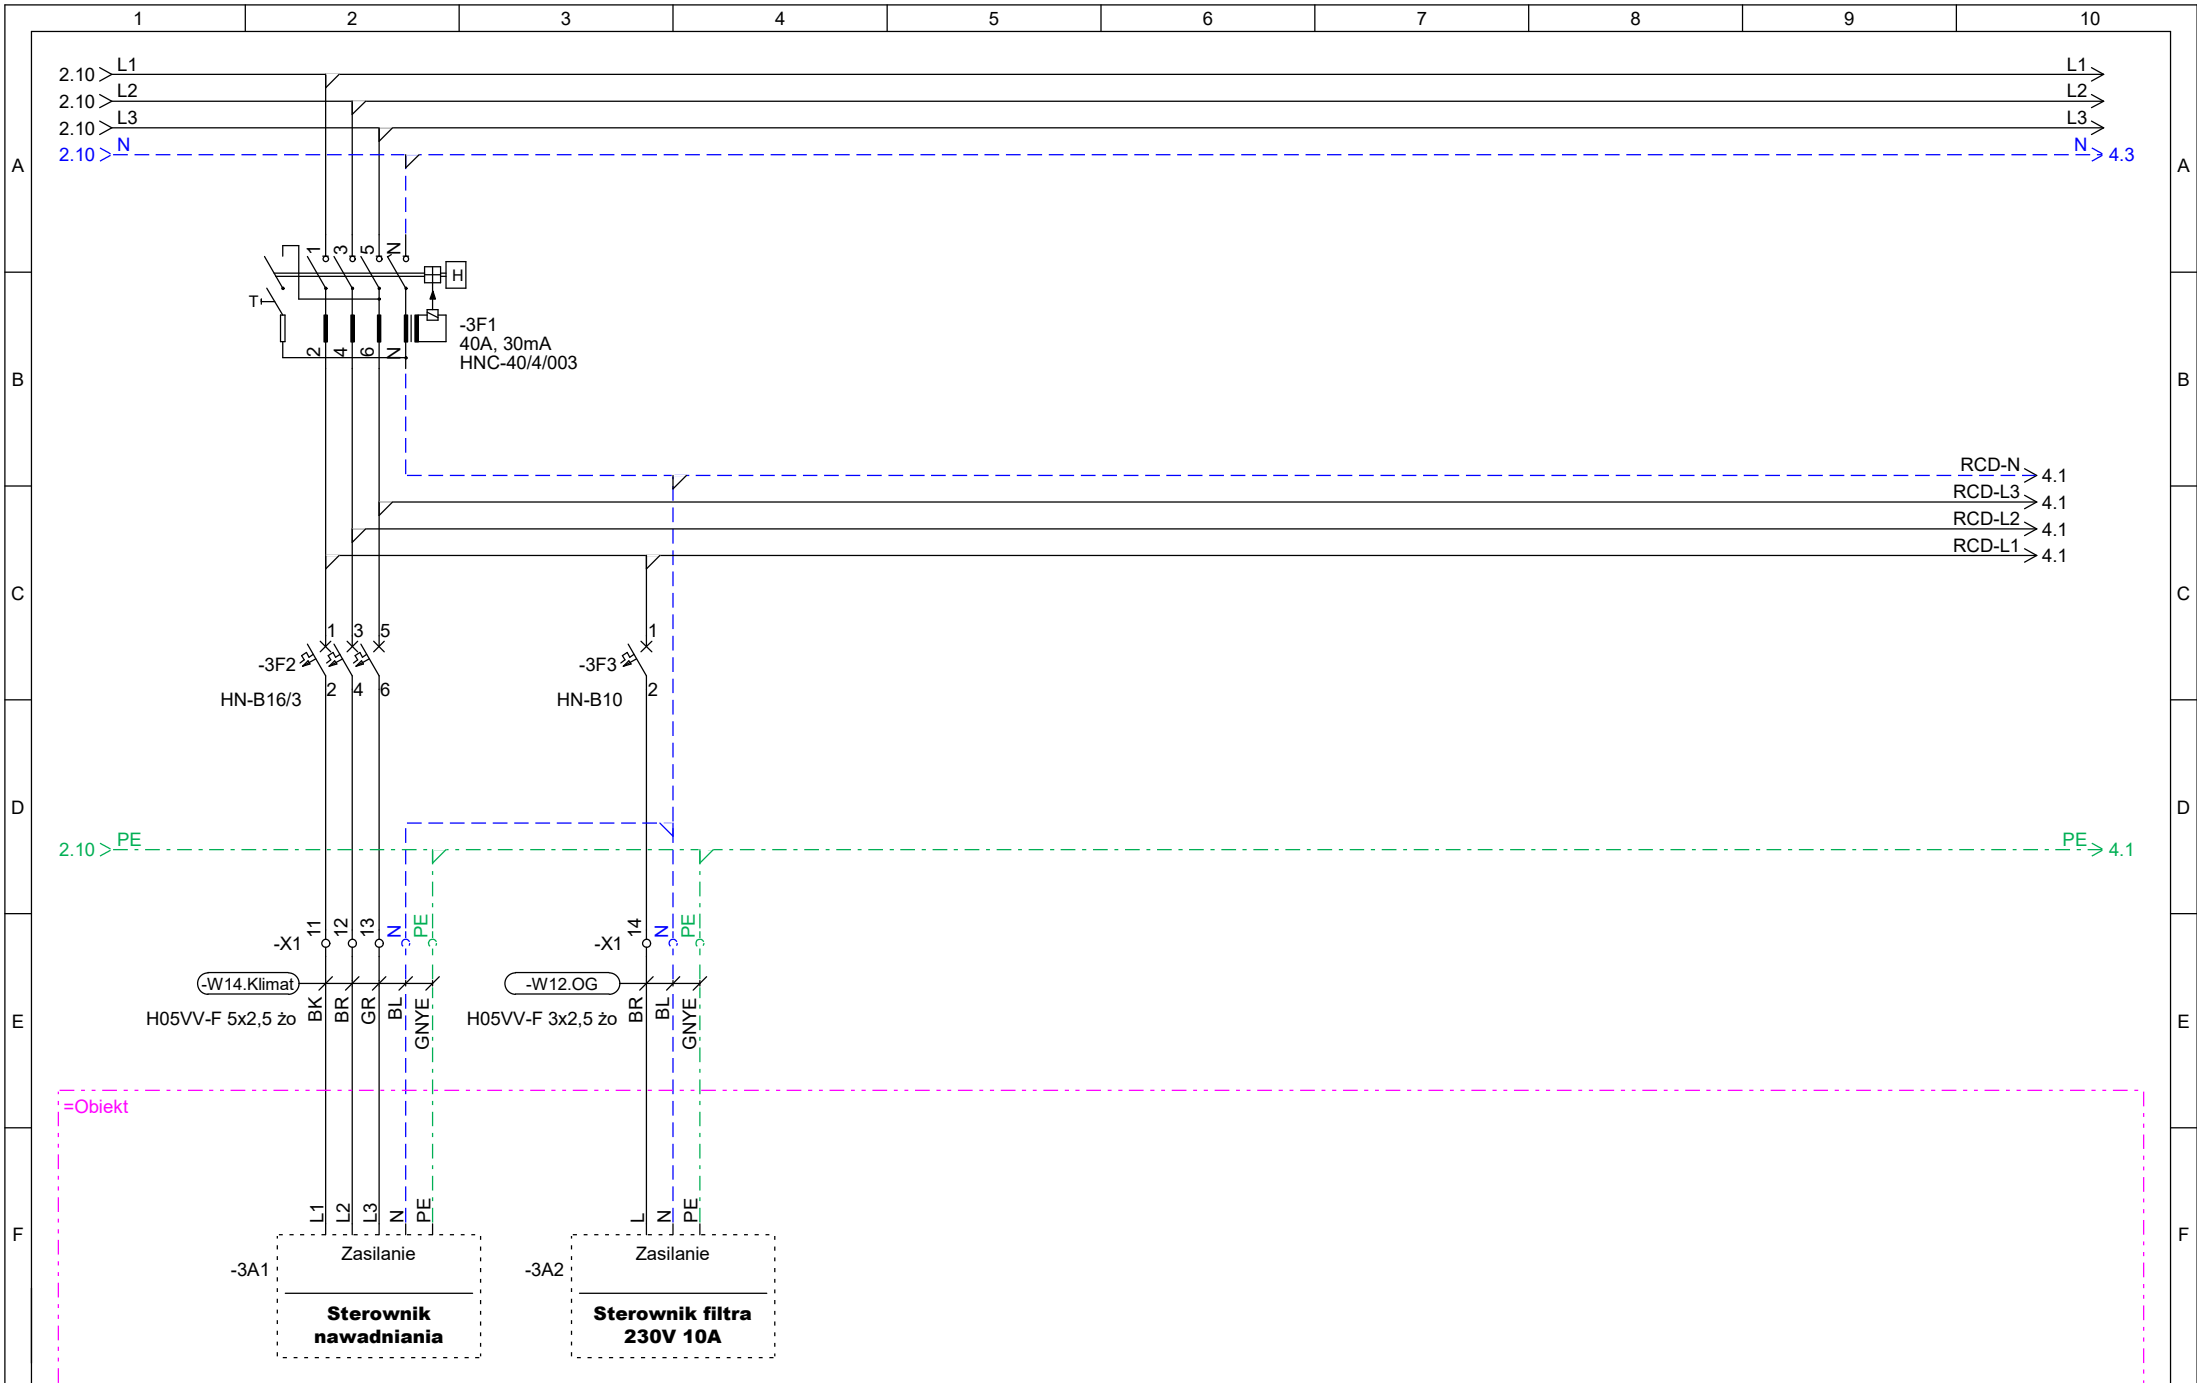 1 2 3 4 5 6 7 8 9 10
2.10 L1 L1
2.10 L2 L2
2.10 L3 L3
2.10 N N 4.3
A A
1 3 5 N
H
T
-3F1
40A, 30mA
HNC-40/4/003
2 4 6 N
B B
RCD-N 4.1
RCD-L3 4.1
RCD-L2 4.1
RCD-L1 4.1
C C
1 3 5 1
-3F2 -3F3
2 4 6 2
HN-B16/3 HN-B10
D D
2.10 PE PE 4.1
11 12 13 N PE 14 N PE
-X1 -X1
-W14.Klimat -W12.OG
BK BR GR BL GNYE BR BL GNYE
H05VV-F 5x2,5 żo H05VV-F 3x2,5 żo
E E
=Obiekt
L1 L2 L3 N PE L N PE
F F
Zasilanie Zasilanie
-3A1 -3A2
Sterownik Sterownik filtra
nawadniania 230V 10A